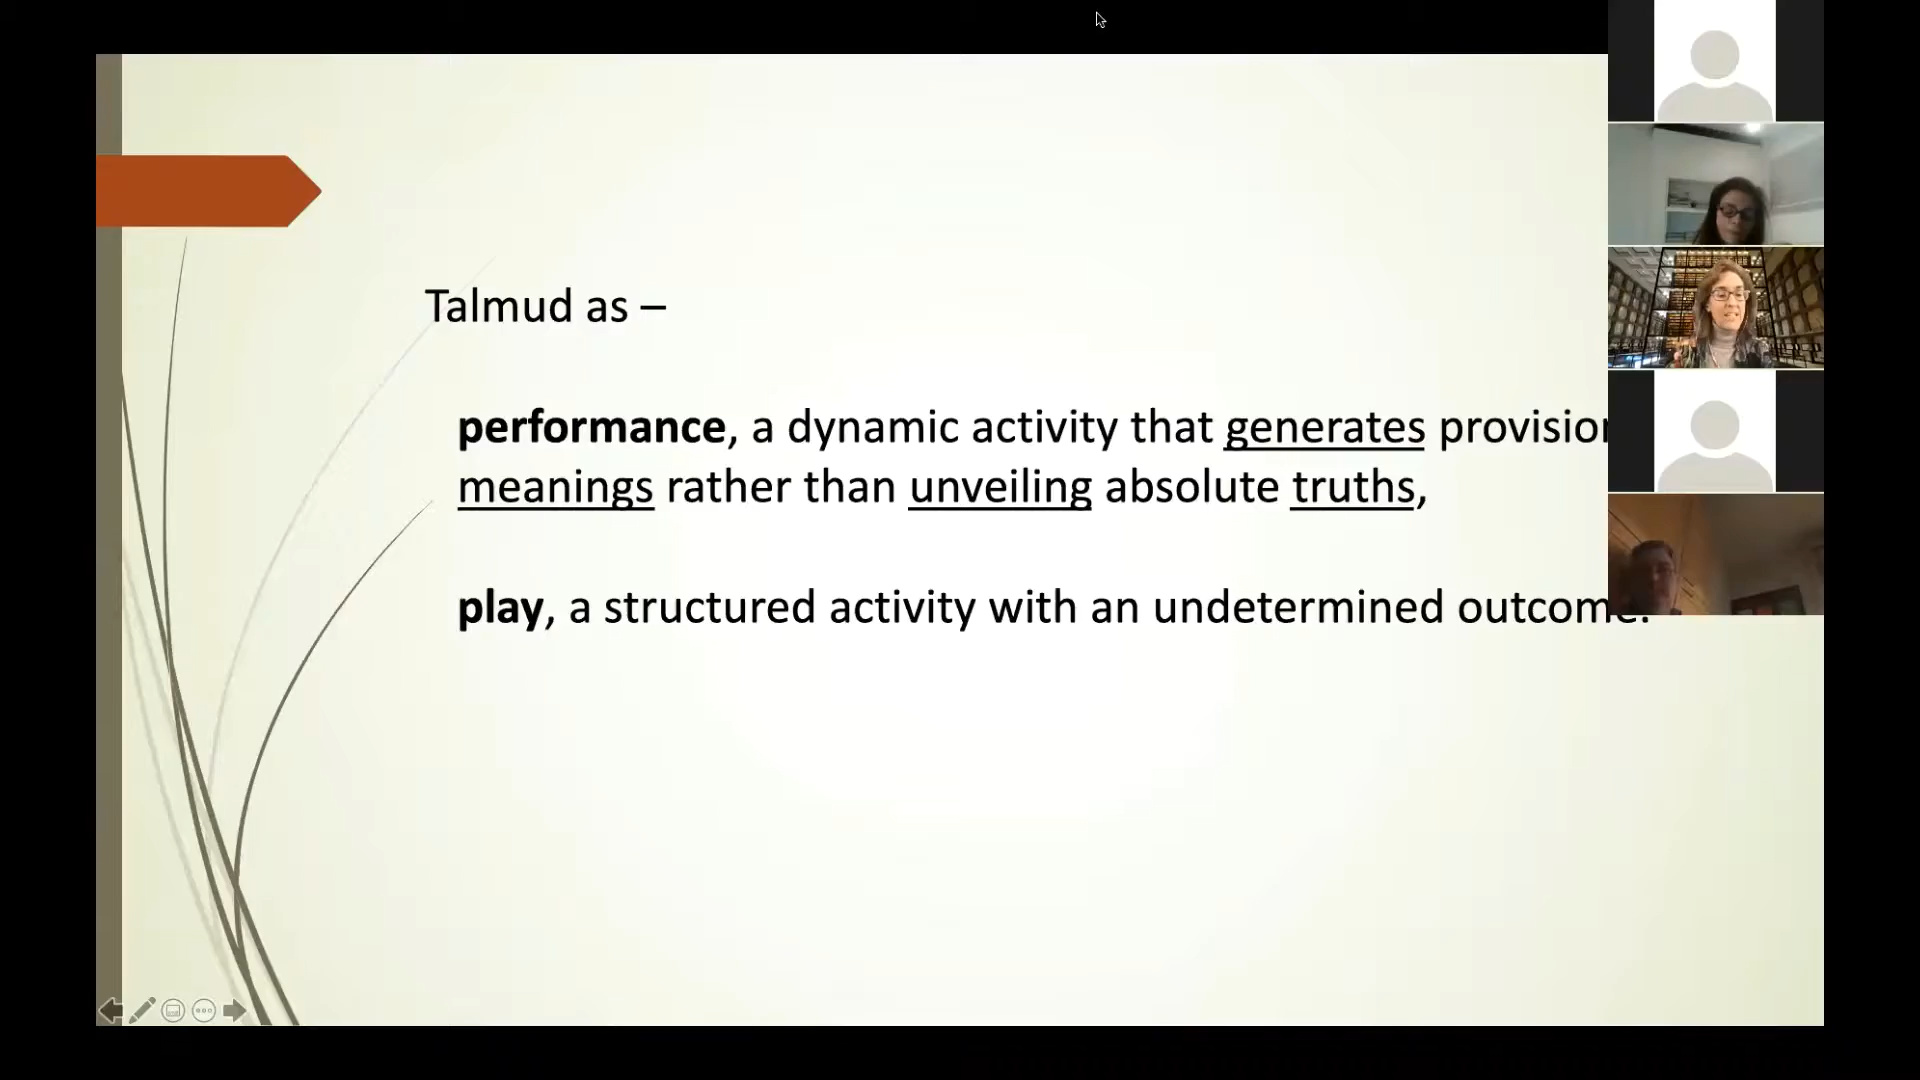 Talmud as –
performance, a dynamic activity that generates
meanings rather than unveiling absolute truths,
play, a structured activity with an undetermined outcome.